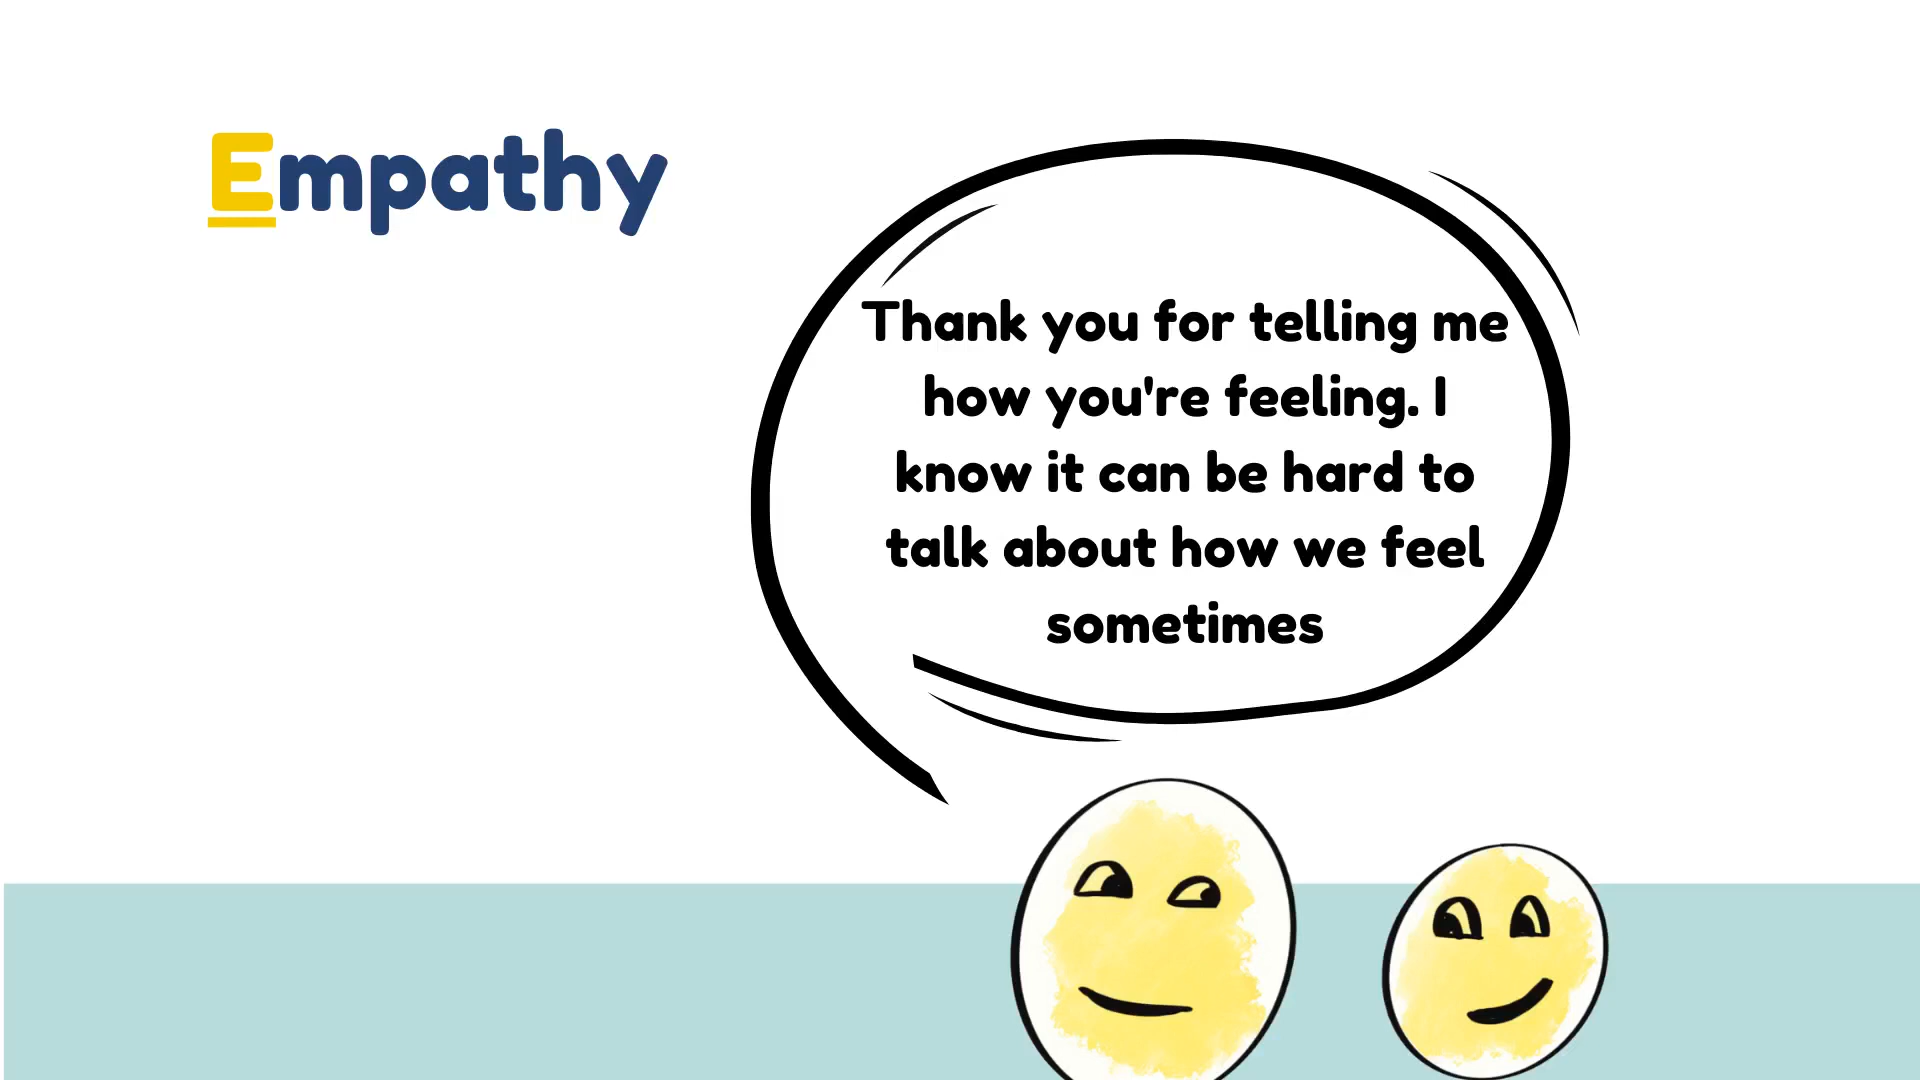 Empathy
Thank you for telling me
how you're feeling. I
know it can be hard to
talk about how we feel
sometimes